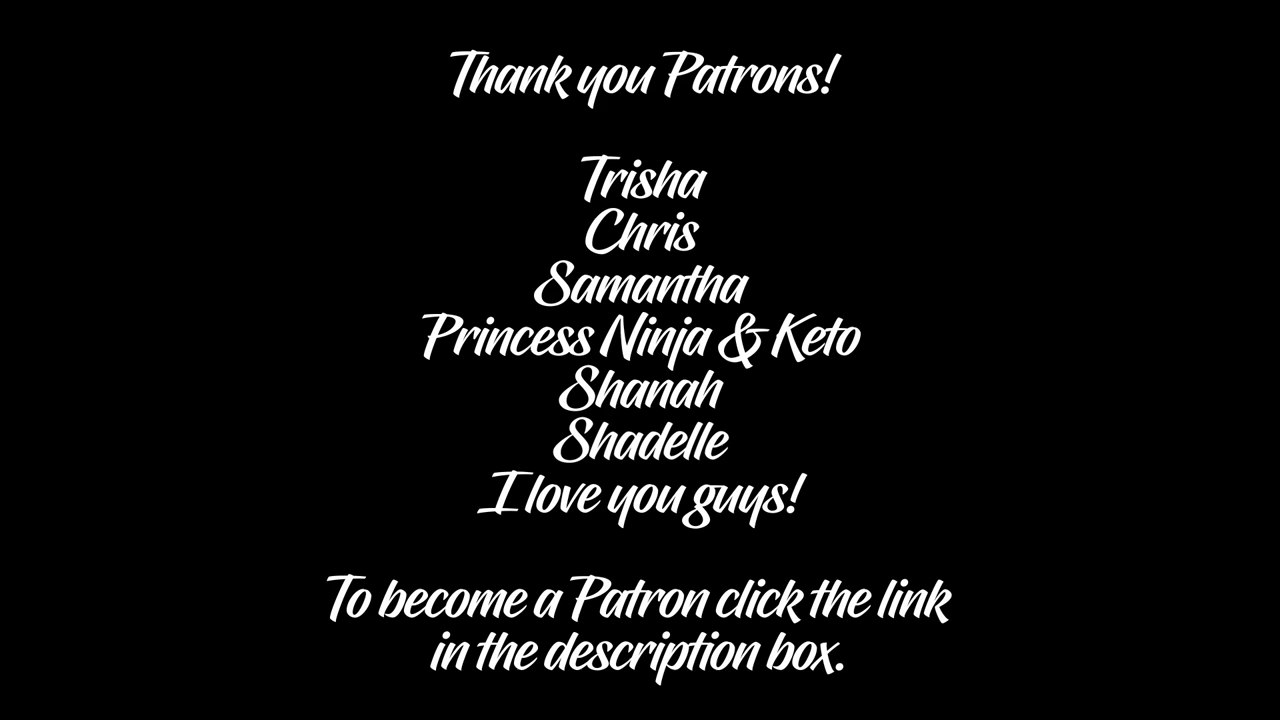 Thank you Patrons!
Trisha
Chris
Samantha
Princess Ninja & Keto
Shanah
Shadelle
I love you guys!
To become a Patron click the link
in the description box.